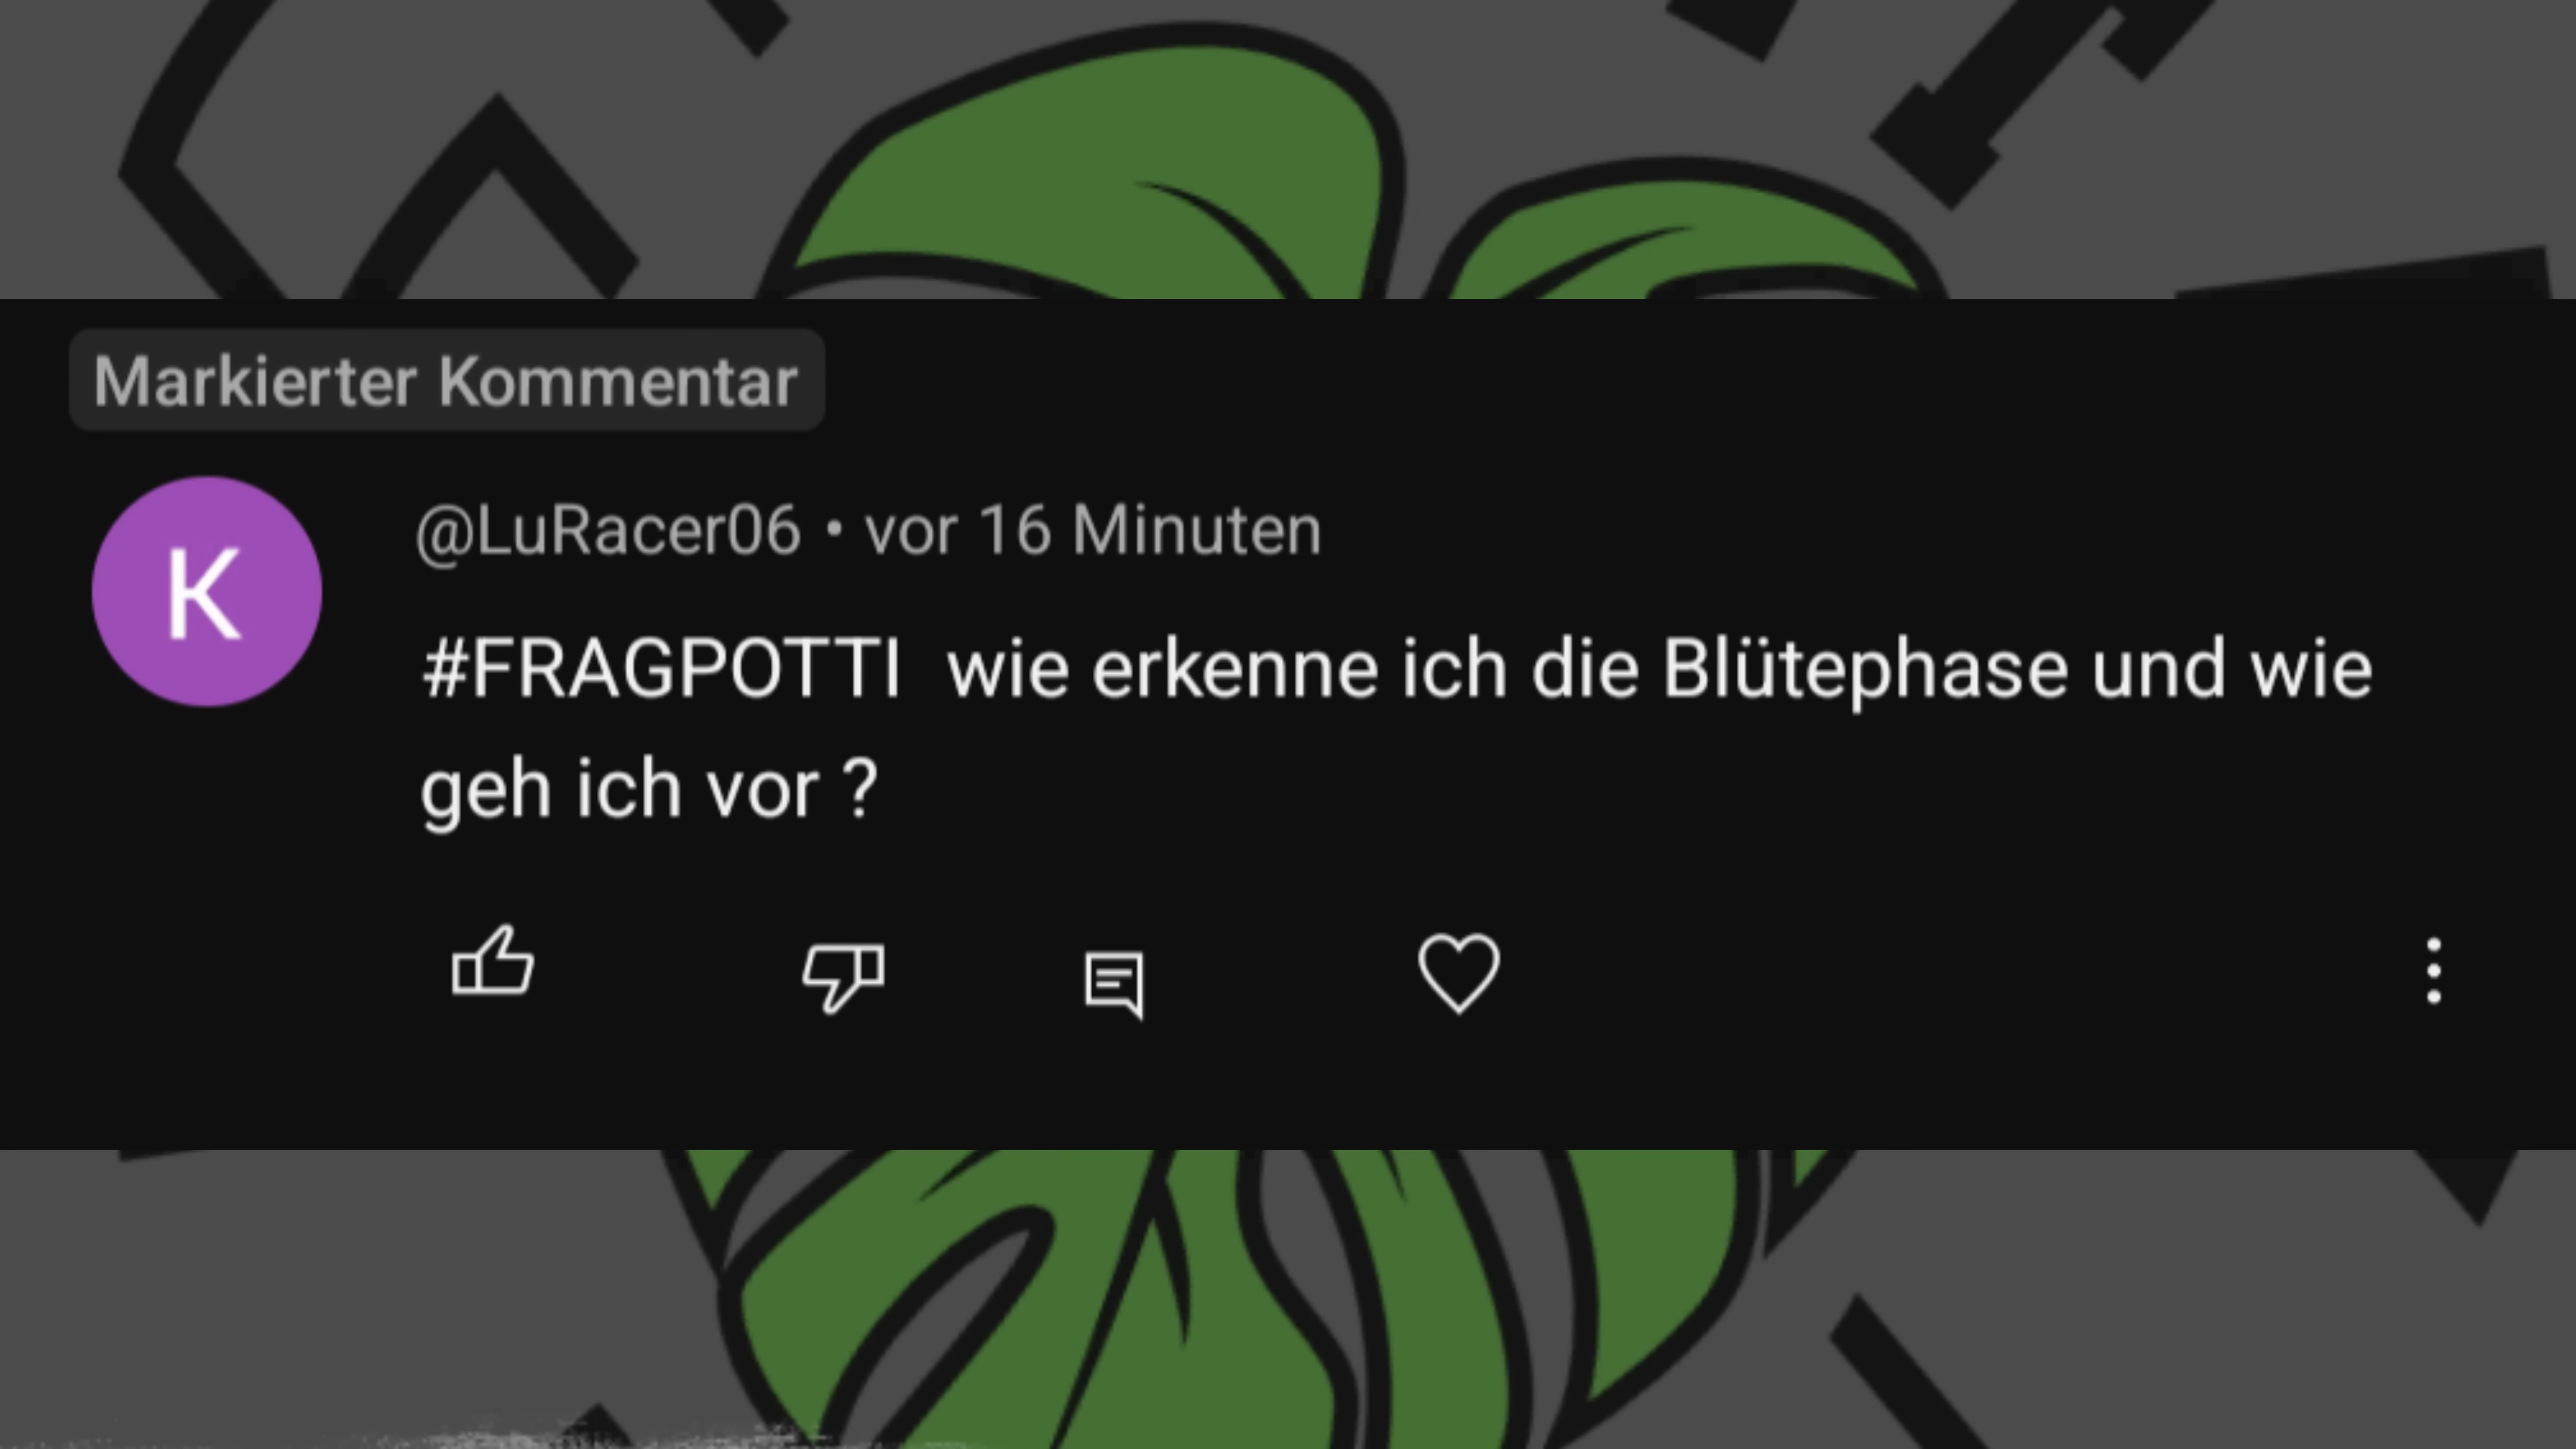 Markierter Kommentar
K
@LuRacer06 • vor 16 Minuten
#FRAGPOTTI wie erkenne ich die Blütephase und wie
geh ich vor ?